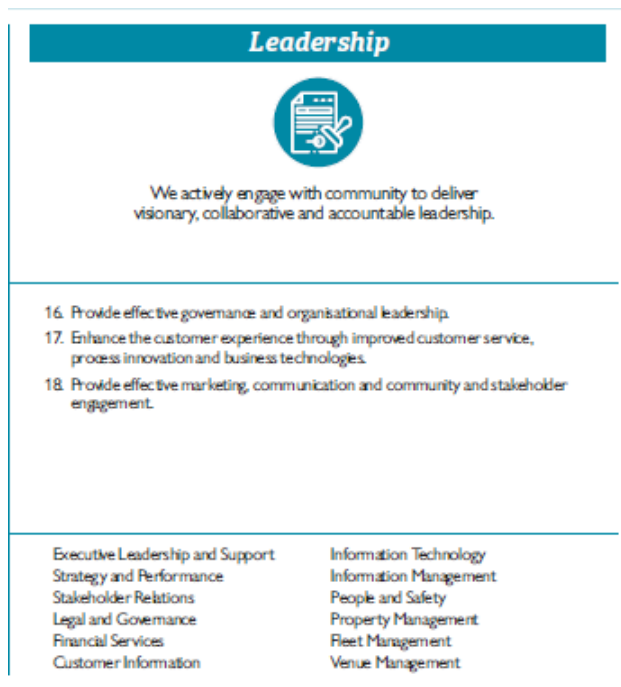 Leadership
We actively engage with community to deliver
visionary, collaborative and accountable leadership.
16. Provide effective governance and organisational leadership.
17. Enhance the customer experience through improved customer service,
process innovation and business technologies.
18. Provide effective marketing, communication and community and stakeholder
engagement.
Executive Leadership and Support
Strategy and Performance
Stakeholder Relations
Legal and Governance
Financial Services
Customer Information
Information Technology
Information Management
People and Safety
Property Management
Fleet Management
Venue Management